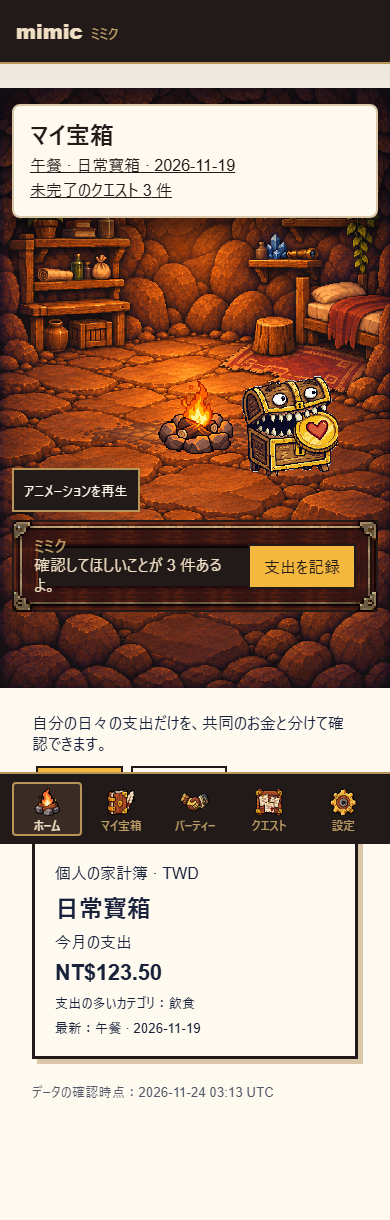 mimic ミミク
マイ宝箱
午餐 · 日常寶箱 · 2026-11-19
未完了のクエスト 3 件
アニメーションを再生
ミミク
確認してほしいことが 3 件ある
よ。
支出を記録
自分の日々の支出だけを、共同のお金と分けて確
認できます。
ホーム
マイ宝箱
パーティー
クエスト
設定
個人の家計簿 · TWD
日常寶箱
今月の支出
NT$123.50
支出の多いカテゴリ：飲食
最新：午餐 · 2026-11-19
データの確認時点：2026-11-24 03:13 UTC